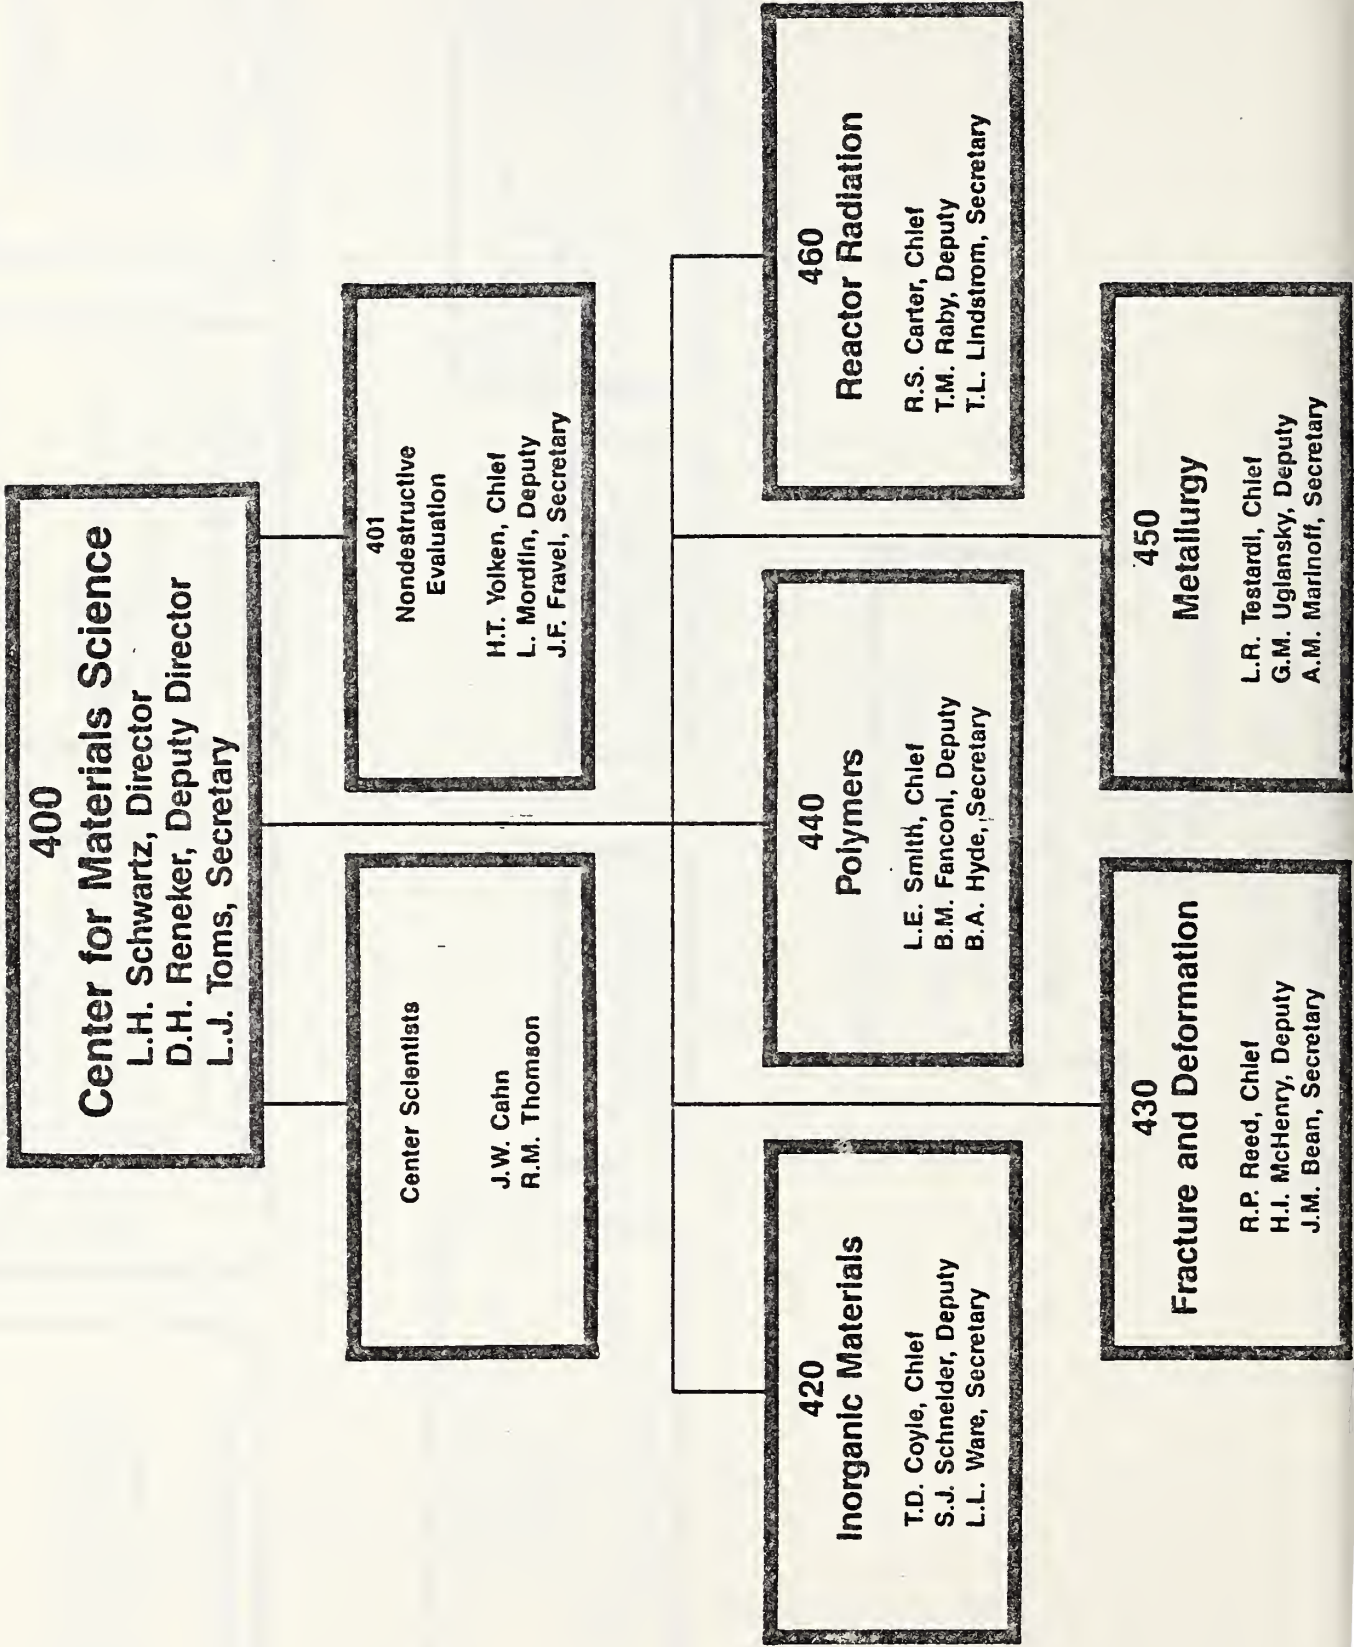 400
Center for Materials Science
L.H. Schwartz, Director
D.H. Reneker, Deputy Director
L.J. Toms, Secretary
Center Scientists
J.W. Cahn
R.M. Thomson
401
Nondestructive
Evaluation
H.T. Yolken, Chief
L. Mordfin, Deputy
J.F. Fravel, Secretary
420
Inorganic Materials
T.D. Coyle, Chief
S.J. Schneider, Deputy
L.L. Ware, Secretary
440
Polymers
L.E. Smith, Chief
B.M. Fanconi, Deputy
B.A. Hyde, Secretary
460
Reactor Radiation
R.S. Carter, Chief
T.M. Raby, Deputy
T.L. Lindstrom, Secretary
430
Fracture and Deformation
R.P. Reed, Chief
H.I. McHenry, Deputy
J.M. Bean, Secretary
450
Metallurgy
L.R. Testardi, Chief
G.M. Uglansky, Deputy
A.M. Marinoff, Secretary